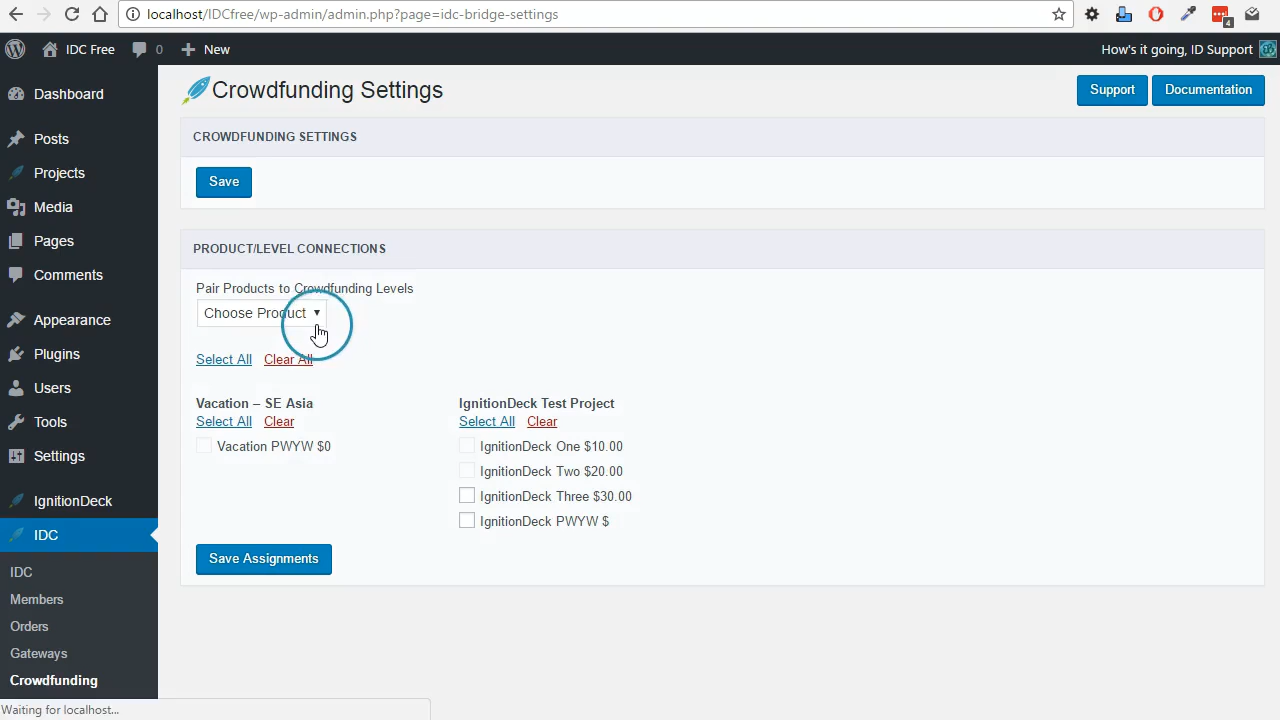 localhost/IDCfree/wp-admin/admin.php?page=idc-bridge-settings
4
IDC Free
0
New
How's it going, ID Support
Dashboard
Posts
Projects
Media
Pages
Comments
Appearance
Plugins
Users
Tools
Settings
IgnitionDeck
IDC
IDC
Members
Orders
Gateways
Crowdfunding
Crowdfunding Settings
Support
Documentation
CROWDFUNDING SETTINGS
Save
PRODUCT/LEVEL CONNECTIONS
Pair Products to Crowdfunding Levels
Choose Product
Select All Clear All
Vacation – SE Asia
Select All Clear
Vacation PWYW $0
IgnitionDeck Test Project
Select All Clear
IgnitionDeck One $10.00
IgnitionDeck Two $20.00
IgnitionDeck Three $30.00
IgnitionDeck PWYW $
Save Assignments
Waiting for localhost...